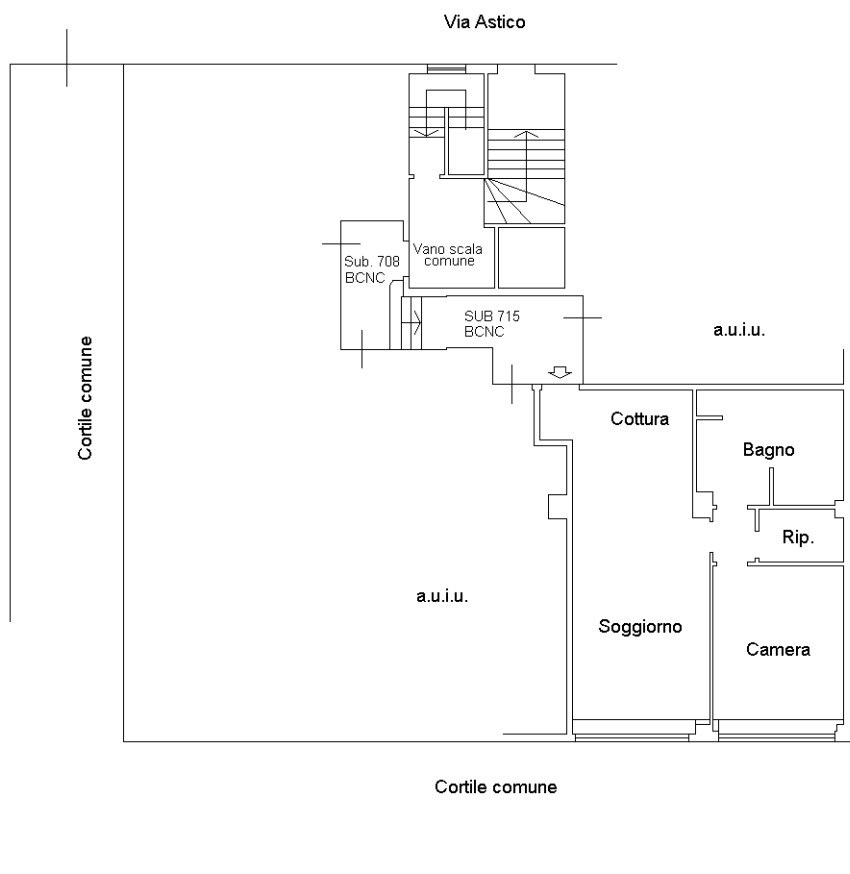 Via Astico
Vano scala
comune
Sub. 708
BCNC
SUB 715
BCNC
a.u.i.u.
Cortile comune
Cottura
Bagno
Rip.
a.u.i.u.
Soggiorno
Camera
Cortile comune